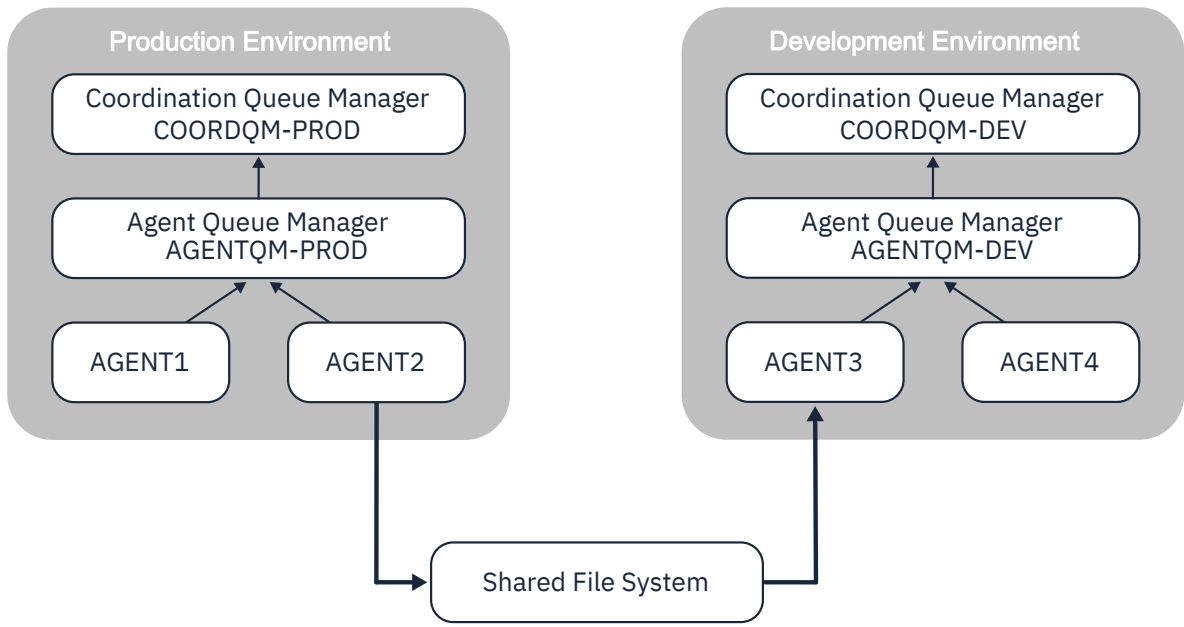 Production Environment
Coordination Queue Manager
COORDQM-PROD
Agent Queue Manager
AGENTQM-PROD
AGENT1
AGENT2
Development Environment
Coordination Queue Manager
COORDQM-DEV
Agent Queue Manager
AGENTQM-DEV
AGENT3
AGENT4
Shared File System